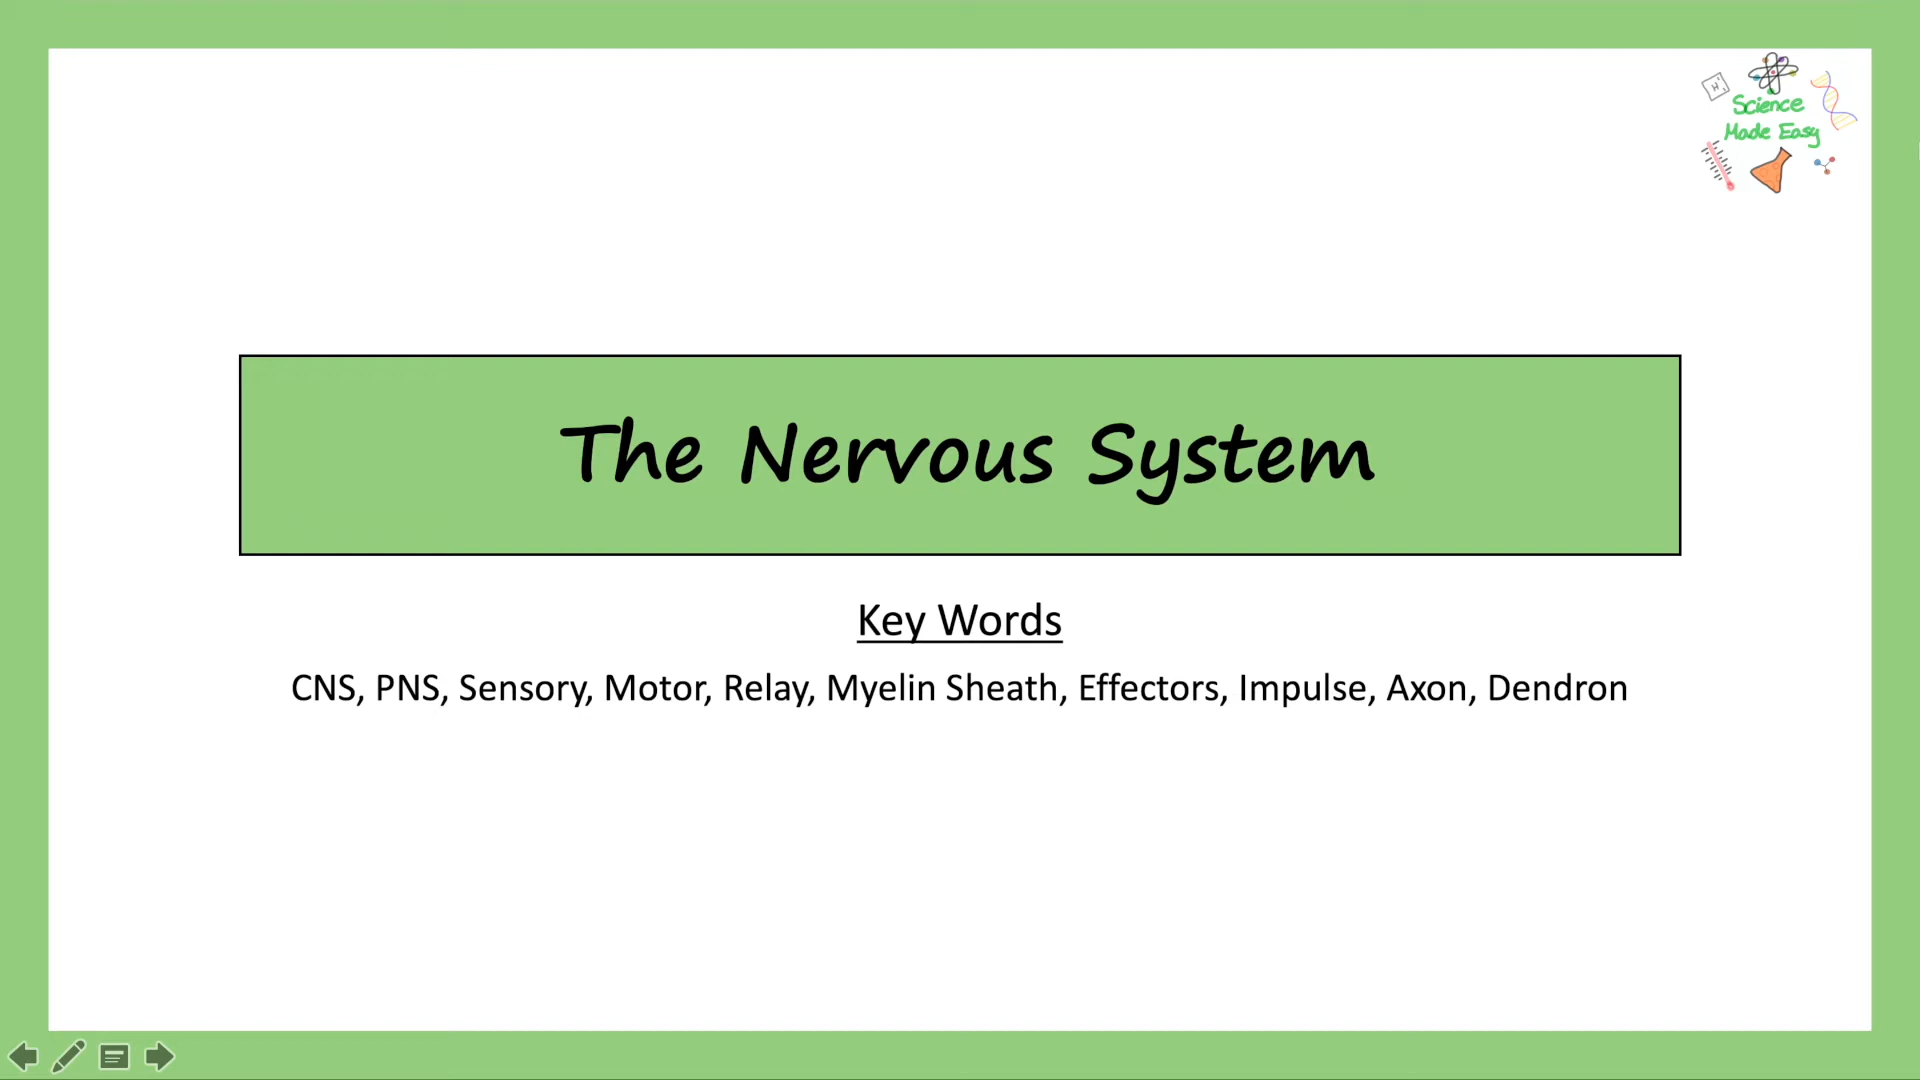 Science
Made Easy
The Nervous System
Key Words
CNS, PNS, Sensory, Motor, Relay, Myelin Sheath, Effectors, Impulse, Axon, Dendron